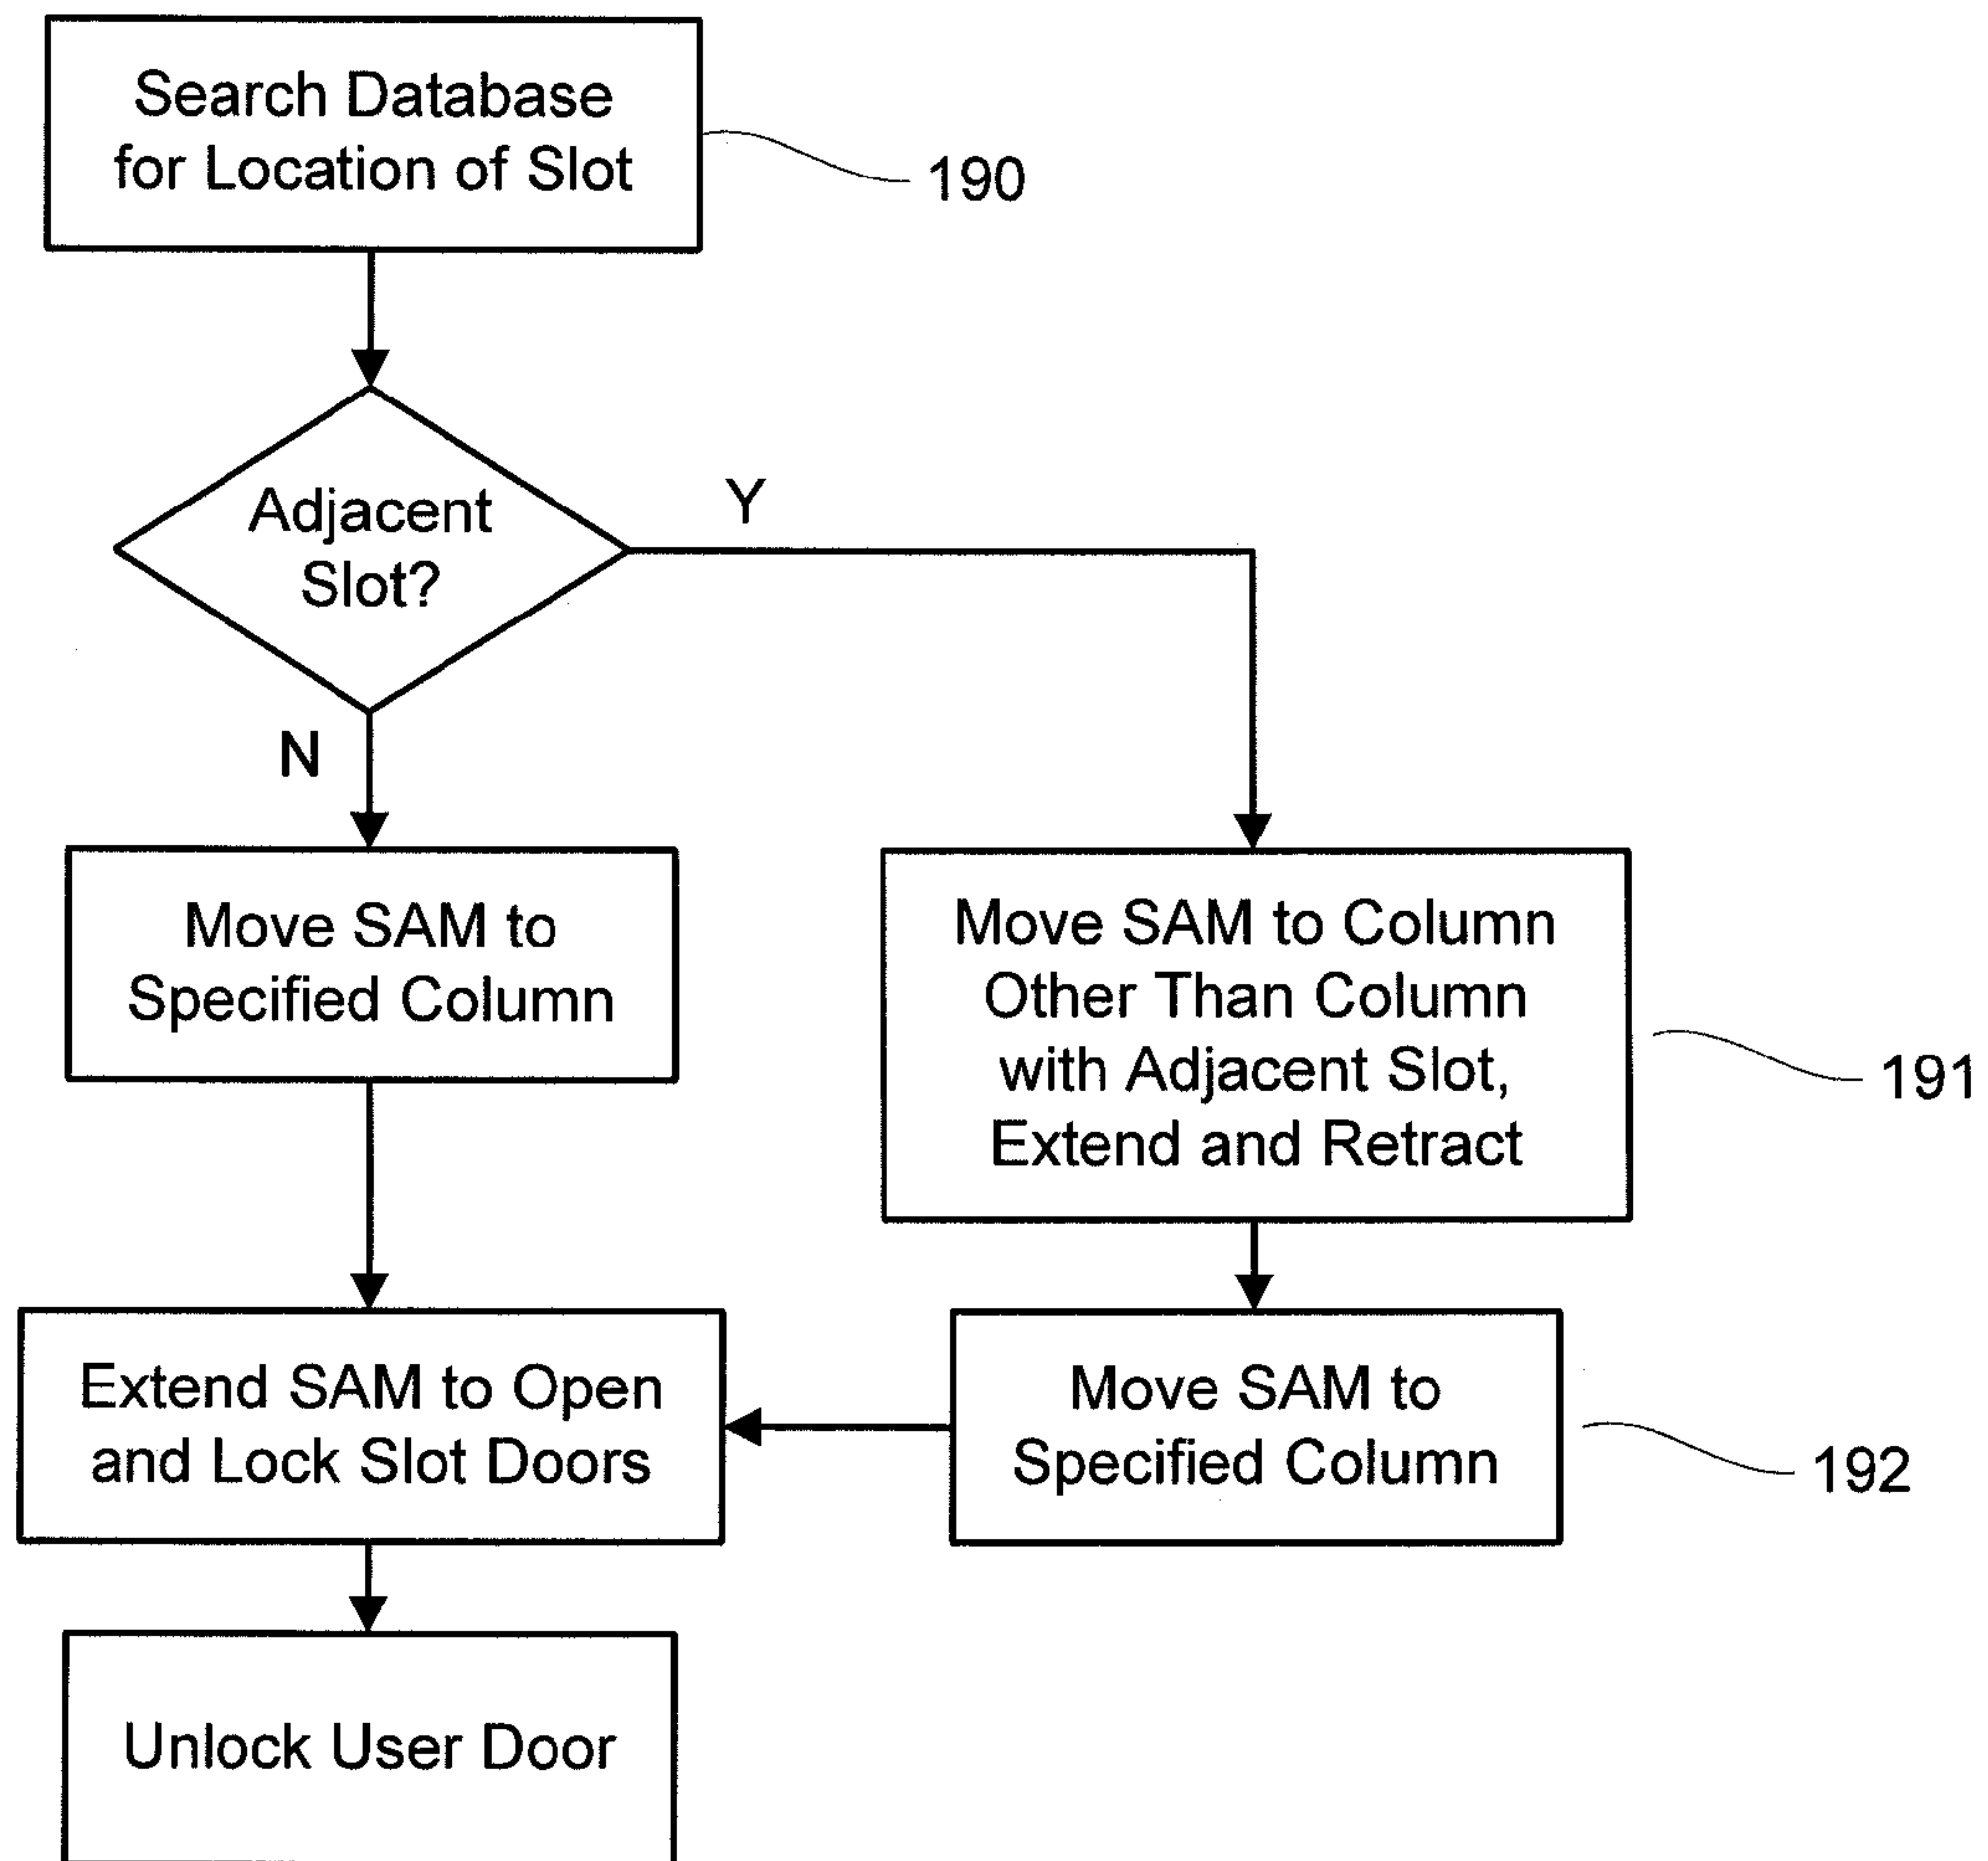 Search Database
for Location of Slot
190
Adjacent
Slot?
Y
N
Move SAM to
Specified Column
Move SAM to Column
Other Than Column
with Adjacent Slot,
Extend and Retract
191
Extend SAM to Open
and Lock Slot Doors
Move SAM to
Specified Column
192
Unlock User Door